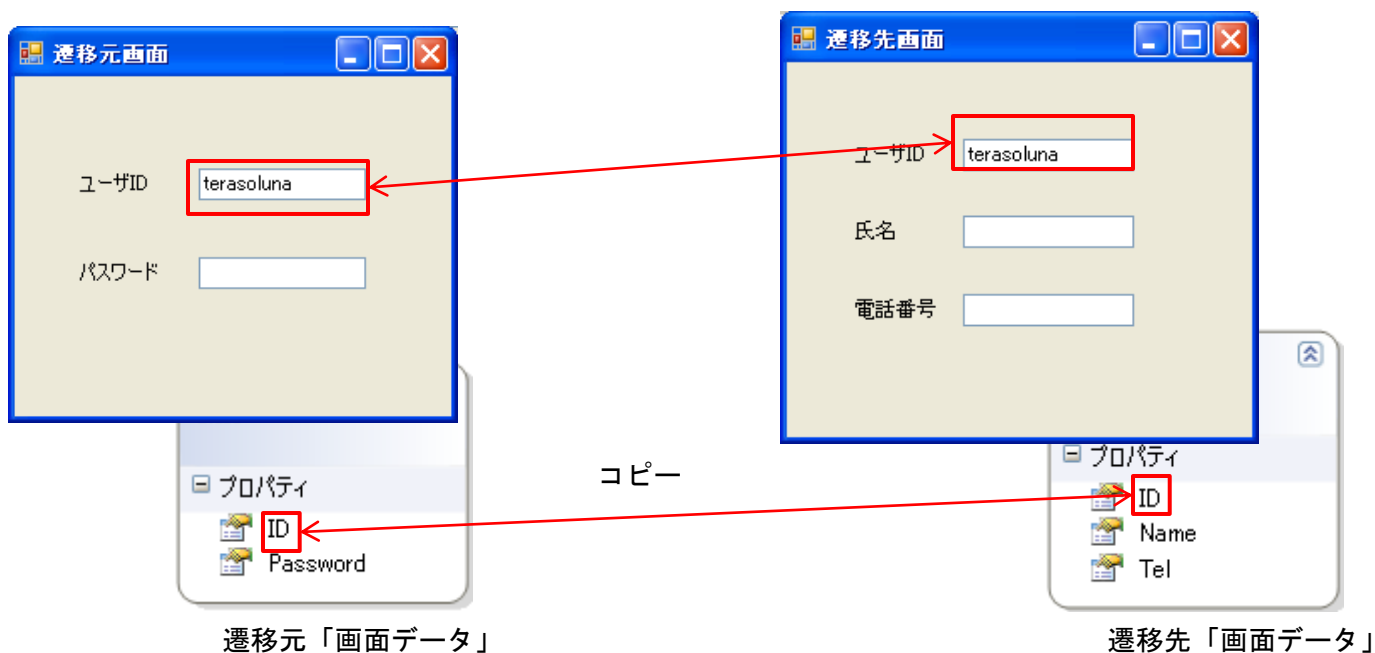 遷移元画面
ユーザID
terasoluna
パスワード
プロパティ
ID
Password
遷移元「画面データ」
コピー
遷移先画面
ユーザID
terasoluna
氏名
電話番号
プロパティ
ID
Name
Tel
遷移先「画面データ」